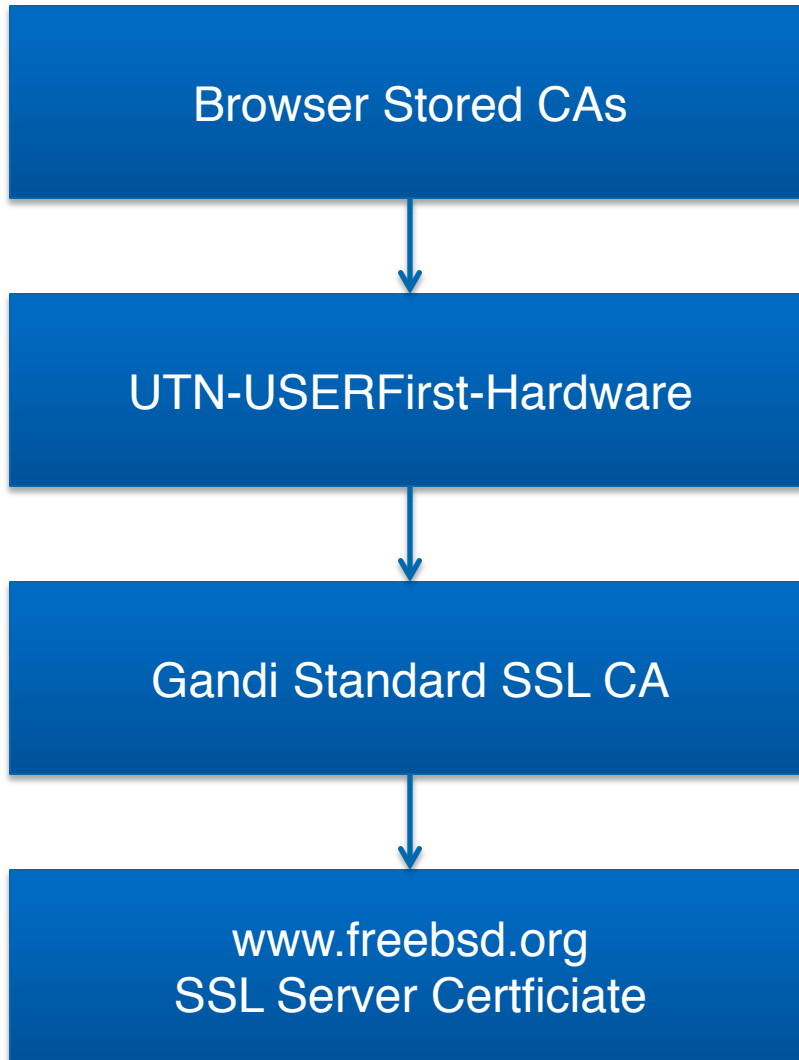 Browser Stored CAs
UTN-USERFirst-Hardware
Gandi Standard SSL CA
www.freebsd.org
SSL Server Certficiate